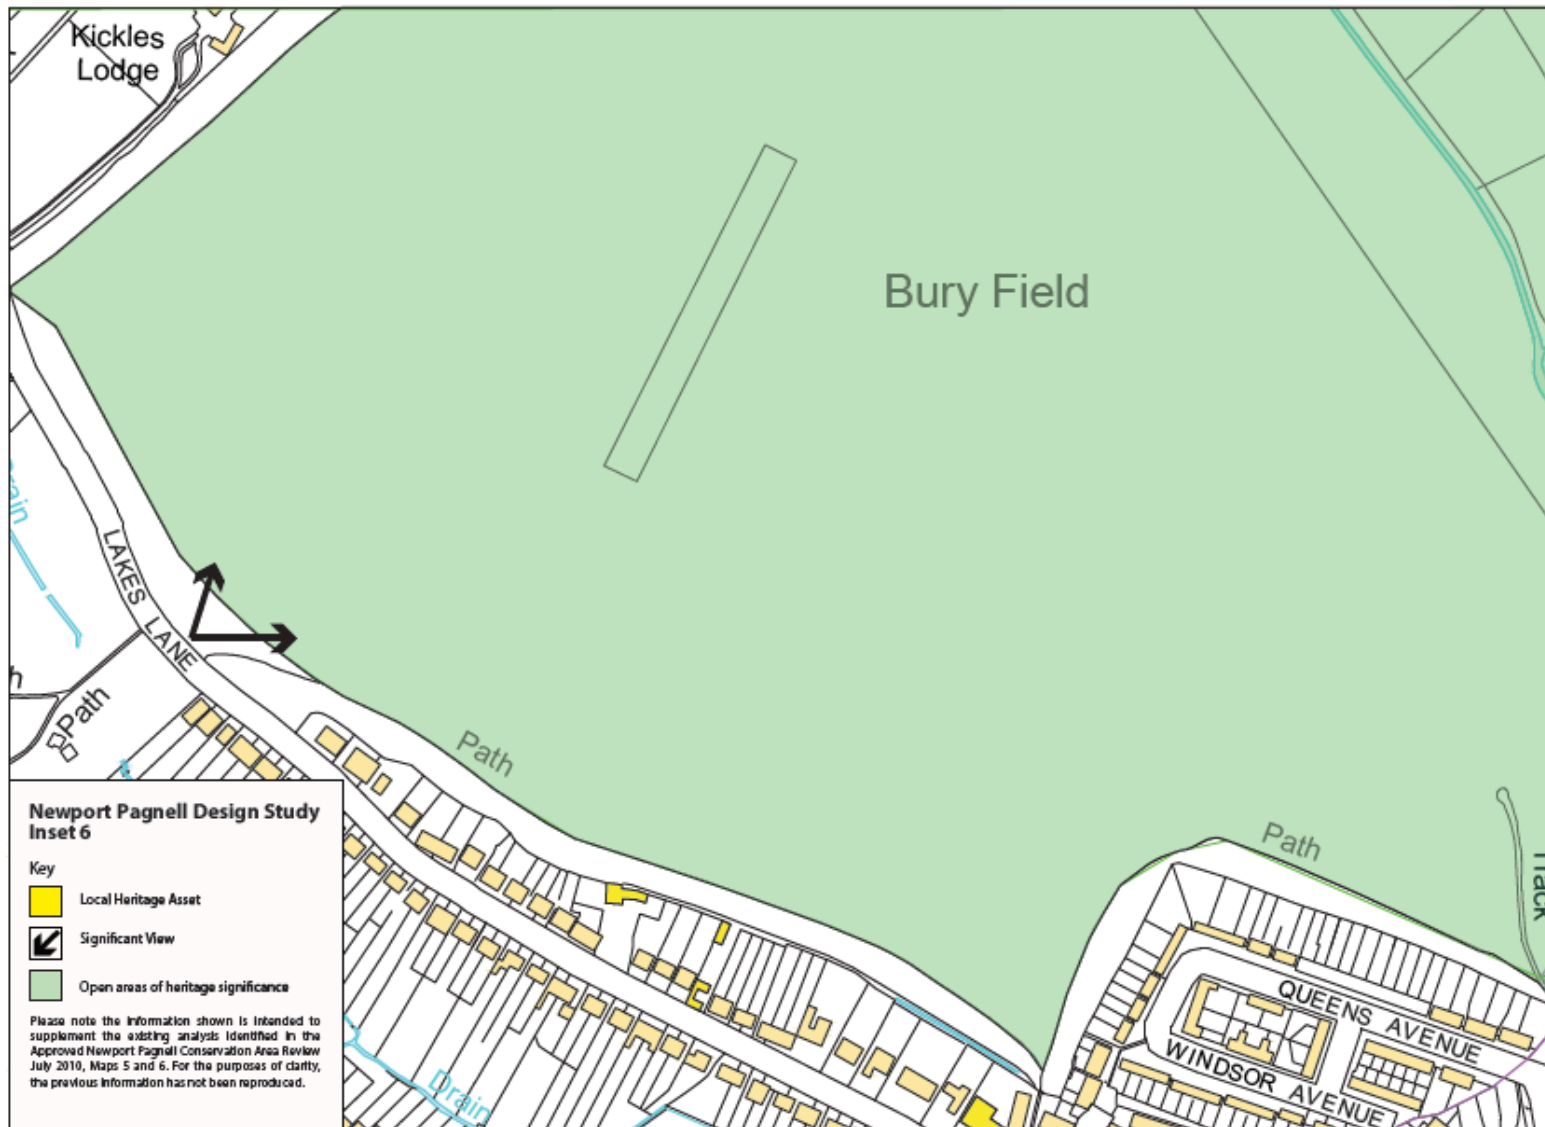 Kickles
Lodge
Bury Field
rain
LAKES LANE
h
Path
Path
Path
Track
QUEENS AVENUE
WINDSOR AVENUE
Drain
Newport Pagnell Design Study
Inset 6
Key
Local Heritage Asset
Significant View
Open areas of heritage significance
Please note the information shown is intended to
supplement the existing analysis identified in the
Approved Newport Pagnell Conservation Area Review
July 2010, Maps 5 and 6. For the purposes of clarity,
the previous information has not been reproduced.